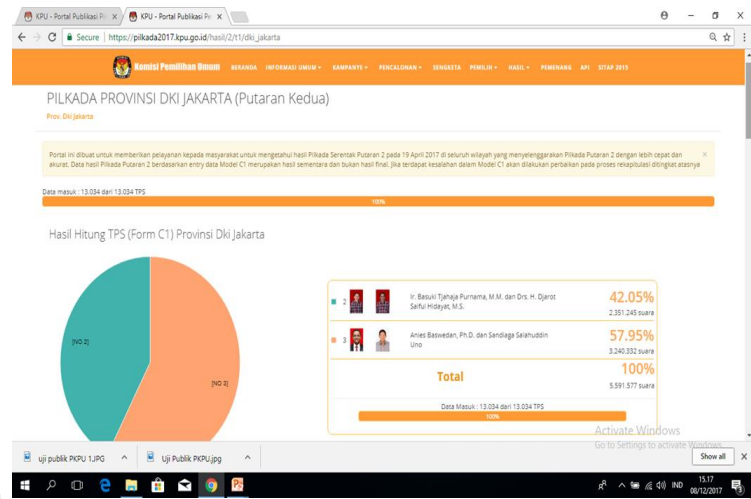 KPU - Portal Publikasi Pil
KPU - Portal Publikasi Pe
Secure | https://pilkada2017.kpu.go.id/hasil/2/t1/dki_jakarta
Komisi Pemilihan Umum BERANDA INFORMASI UMUM KAMPANYE PENCALONAN SENGKETA PEMILIH HASIL PEMENANG API SITAP 2015
PILKADA PROVINSI DKI JAKARTA (Putaran Kedua)
Prov. Dki Jakarta
Portal ini dibuat untuk memberikan pelayanan kepada masyarakat untuk mengetahui hasil Pilkada Serentak Putaran 2 pada 19 April 2017 di seluruh wilayah yang menyelenggarakan Pilkada Putaran 2 dengan lebih cepat dan
akurat. Data hasil Pilkada Putaran 2 berdasarkan entry data Model C1 merupakan hasil sementara dan bukan hasil final. Jika terdapat kesalahan dalam Model C1 akan dilakukan perbaikan pada proses rekapitulasi ditingkat atasnya
Data masuk : 13.034 dari 13.034 TPS
100%
Hasil Hitung TPS (Form C1) Provinsi Dki Jakarta
[NO 2]
[NO 3]
2 Ir. Basuki Tjahaja Purnama, M.M. dan Drs. H. Djarot
Saiful Hidayat, M.S.
42.05%
2.351.245 suara
3 Anies Baswedan, Ph.D. dan Sandiaga Salahuddin
Uno
57.95%
3.240.332 suara
Total
100%
5.591.577 suara
Data Masuk : 13.034 dari 13.034 TPS
100%
Activate Windows
Go to Settings to activate Windows.
uji publik PKPU 1.JPG
Uji Publik PKPU.jpg
Show all
IND
15.17
08/12/2017